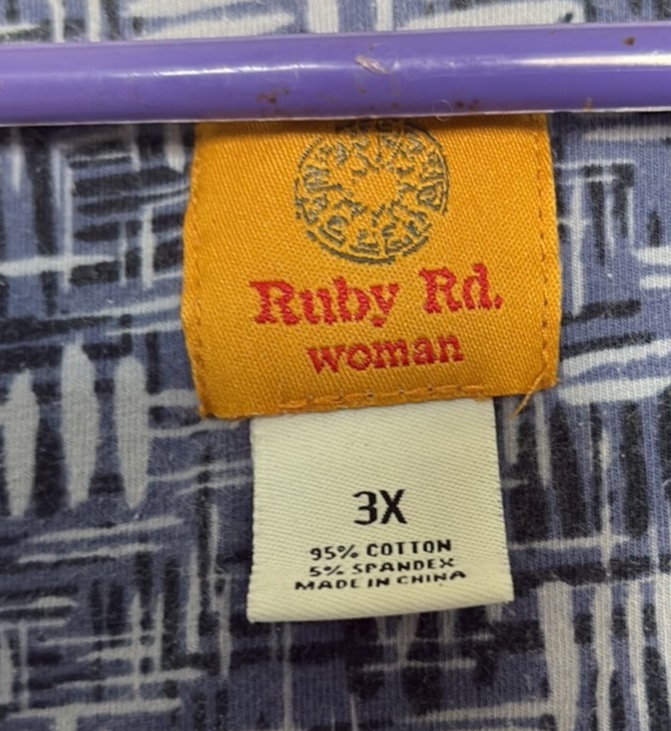 Ruby Rd.
woman
3X
95% COTTON
5% SPANDEX
MADE IN CHINA